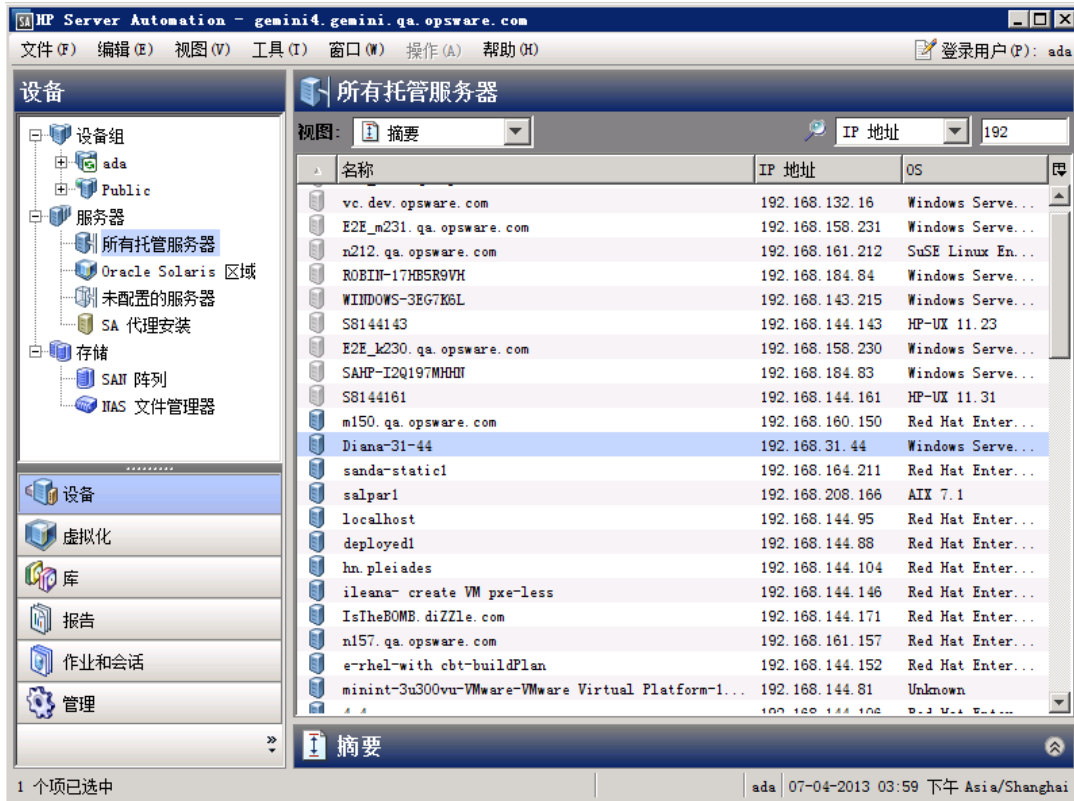 HP Server Automation - gemini4.gemini.qa.opsware.com
文件(F) 编辑(E) 视图(V) 工具(I) 窗口(W) 操作(A) 帮助(H) 登录用户(P): ada
设备
设备组
ada
Public
服务器
所有托管服务器
Oracle Solaris 区域
未配置的服务器
SA 代理安装
存储
SAN 阵列
NAS 文件管理器
设备
虚拟化
库
报告
作业和会话
管理
所有托管服务器
视图: 摘要 IP 地址 192
名称 IP 地址 OS
vc.dev.opsware.com 192.168.132.16 Windows Serve...
E2E_m231.qa.opsware.com 192.168.158.231 Windows Serve...
n212.qa.opsware.com 192.168.161.212 SuSE Linux En...
ROBIN-17HB5R9VH 192.168.184.84 Windows Serve...
WINDOWS-3EG7K6L 192.168.143.215 Windows Serve...
S8144143 192.168.144.143 HP-UX 11.23
E2E_k230.qa.opsware.com 192.168.158.230 Windows Serve...
SAHP-I2Q197MHHN 192.168.184.83 Windows Serve...
S8144161 192.168.144.161 HP-UX 11.31
m150.qa.opsware.com 192.168.160.150 Red Hat Enter...
Diana-31-44 192.168.31.44 Windows Serve...
sanda-static1 192.168.164.211 Red Hat Enter...
salpar1 192.168.208.166 AIX 7.1
localhost 192.168.144.95 Red Hat Enter...
deployed1 192.168.144.88 Red Hat Enter...
hn.pleiades 192.168.144.104 Red Hat Enter...
ileana- create VM pxe-less 192.168.144.146 Red Hat Enter...
IsTheBOMB.diZZle.com 192.168.144.171 Red Hat Enter...
n157.qa.opsware.com 192.168.161.157 Red Hat Enter...
e-rhel-with cbt-buildPlan 192.168.144.152 Red Hat Enter...
minint-3u300vu-VMware-VMware Virtual Platform-1... 192.168.144.81 Unknown
摘要
1 个项已选中 ada 07-04-2013 03:59 下午 Asia/Shanghai